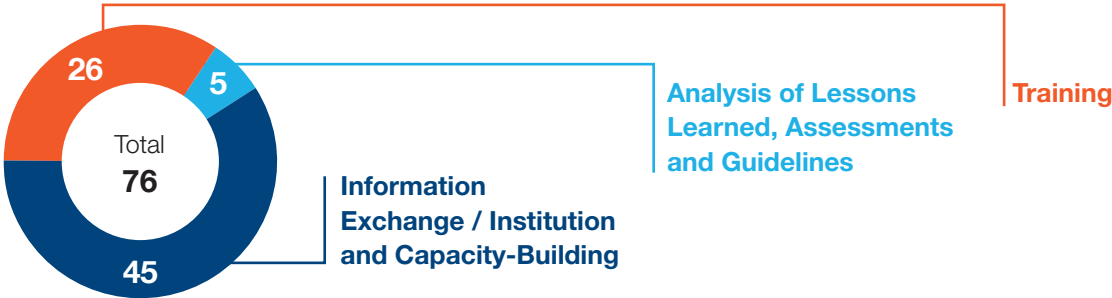 26
5
Total
76
45
Information
Exchange / Institution
and Capacity-Building
Analysis of Lessons
Learned, Assessments
and Guidelines
Training